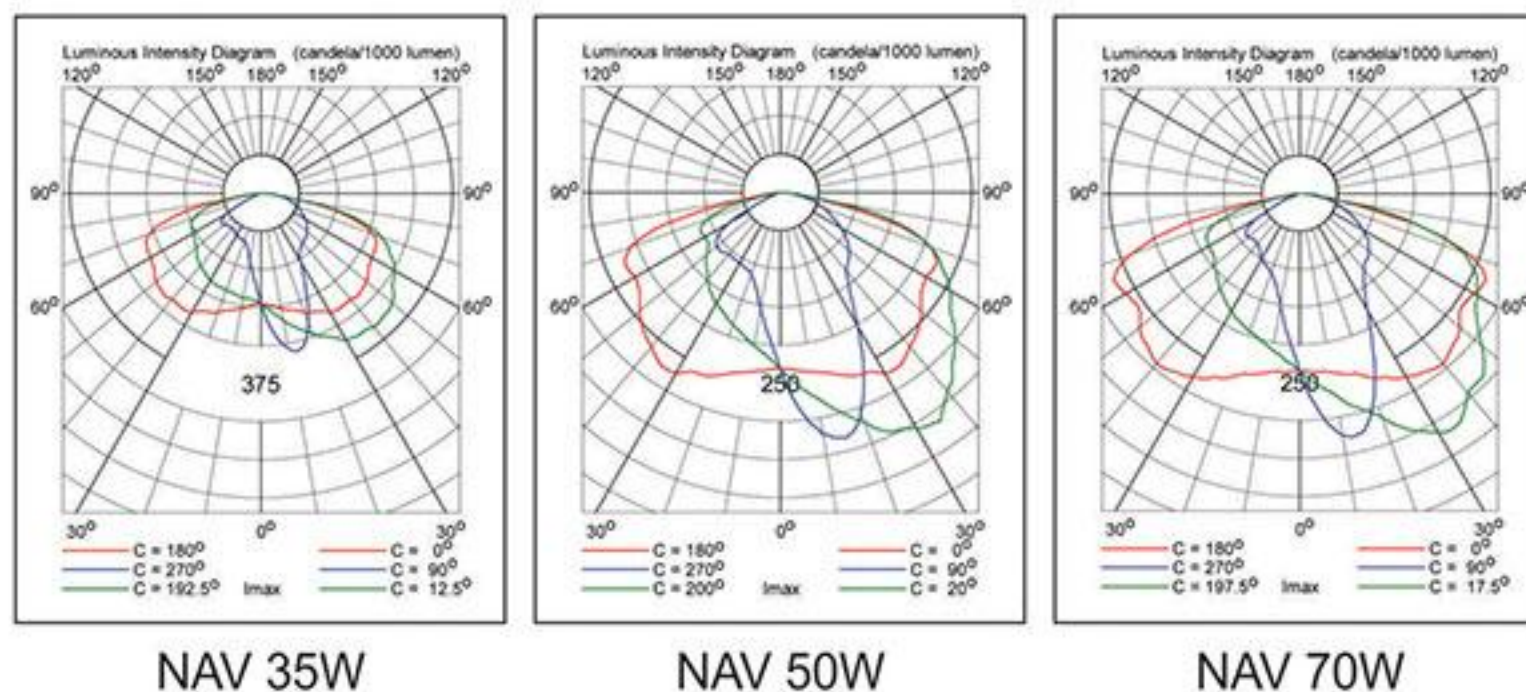 Luminous Intensity Diagram (candela/1000 lumen)
120° 150° 180° 150° 120°
90° 90°
60° 60°
375
30° 0° 30°
C = 180° C = 0°
C = 270° C = 90°
C = 192.5° Imax C = 12.5°
NAV 35W
Luminous Intensity Diagram (candela/1000 lumen)
120° 150° 180° 150° 120°
90° 90°
60° 60°
250
30° 0° 30°
C = 180° C = 0°
C = 270° C = 90°
C = 200° Imax C = 20°
NAV 50W
Luminous Intensity Diagram (candela/1000 lumen)
120° 150° 180° 150° 120°
90° 90°
60° 60°
250
30° 0° 30°
C = 180° C = 0°
C = 270° C = 90°
C = 197.5° Imax C = 17.5°
NAV 70W